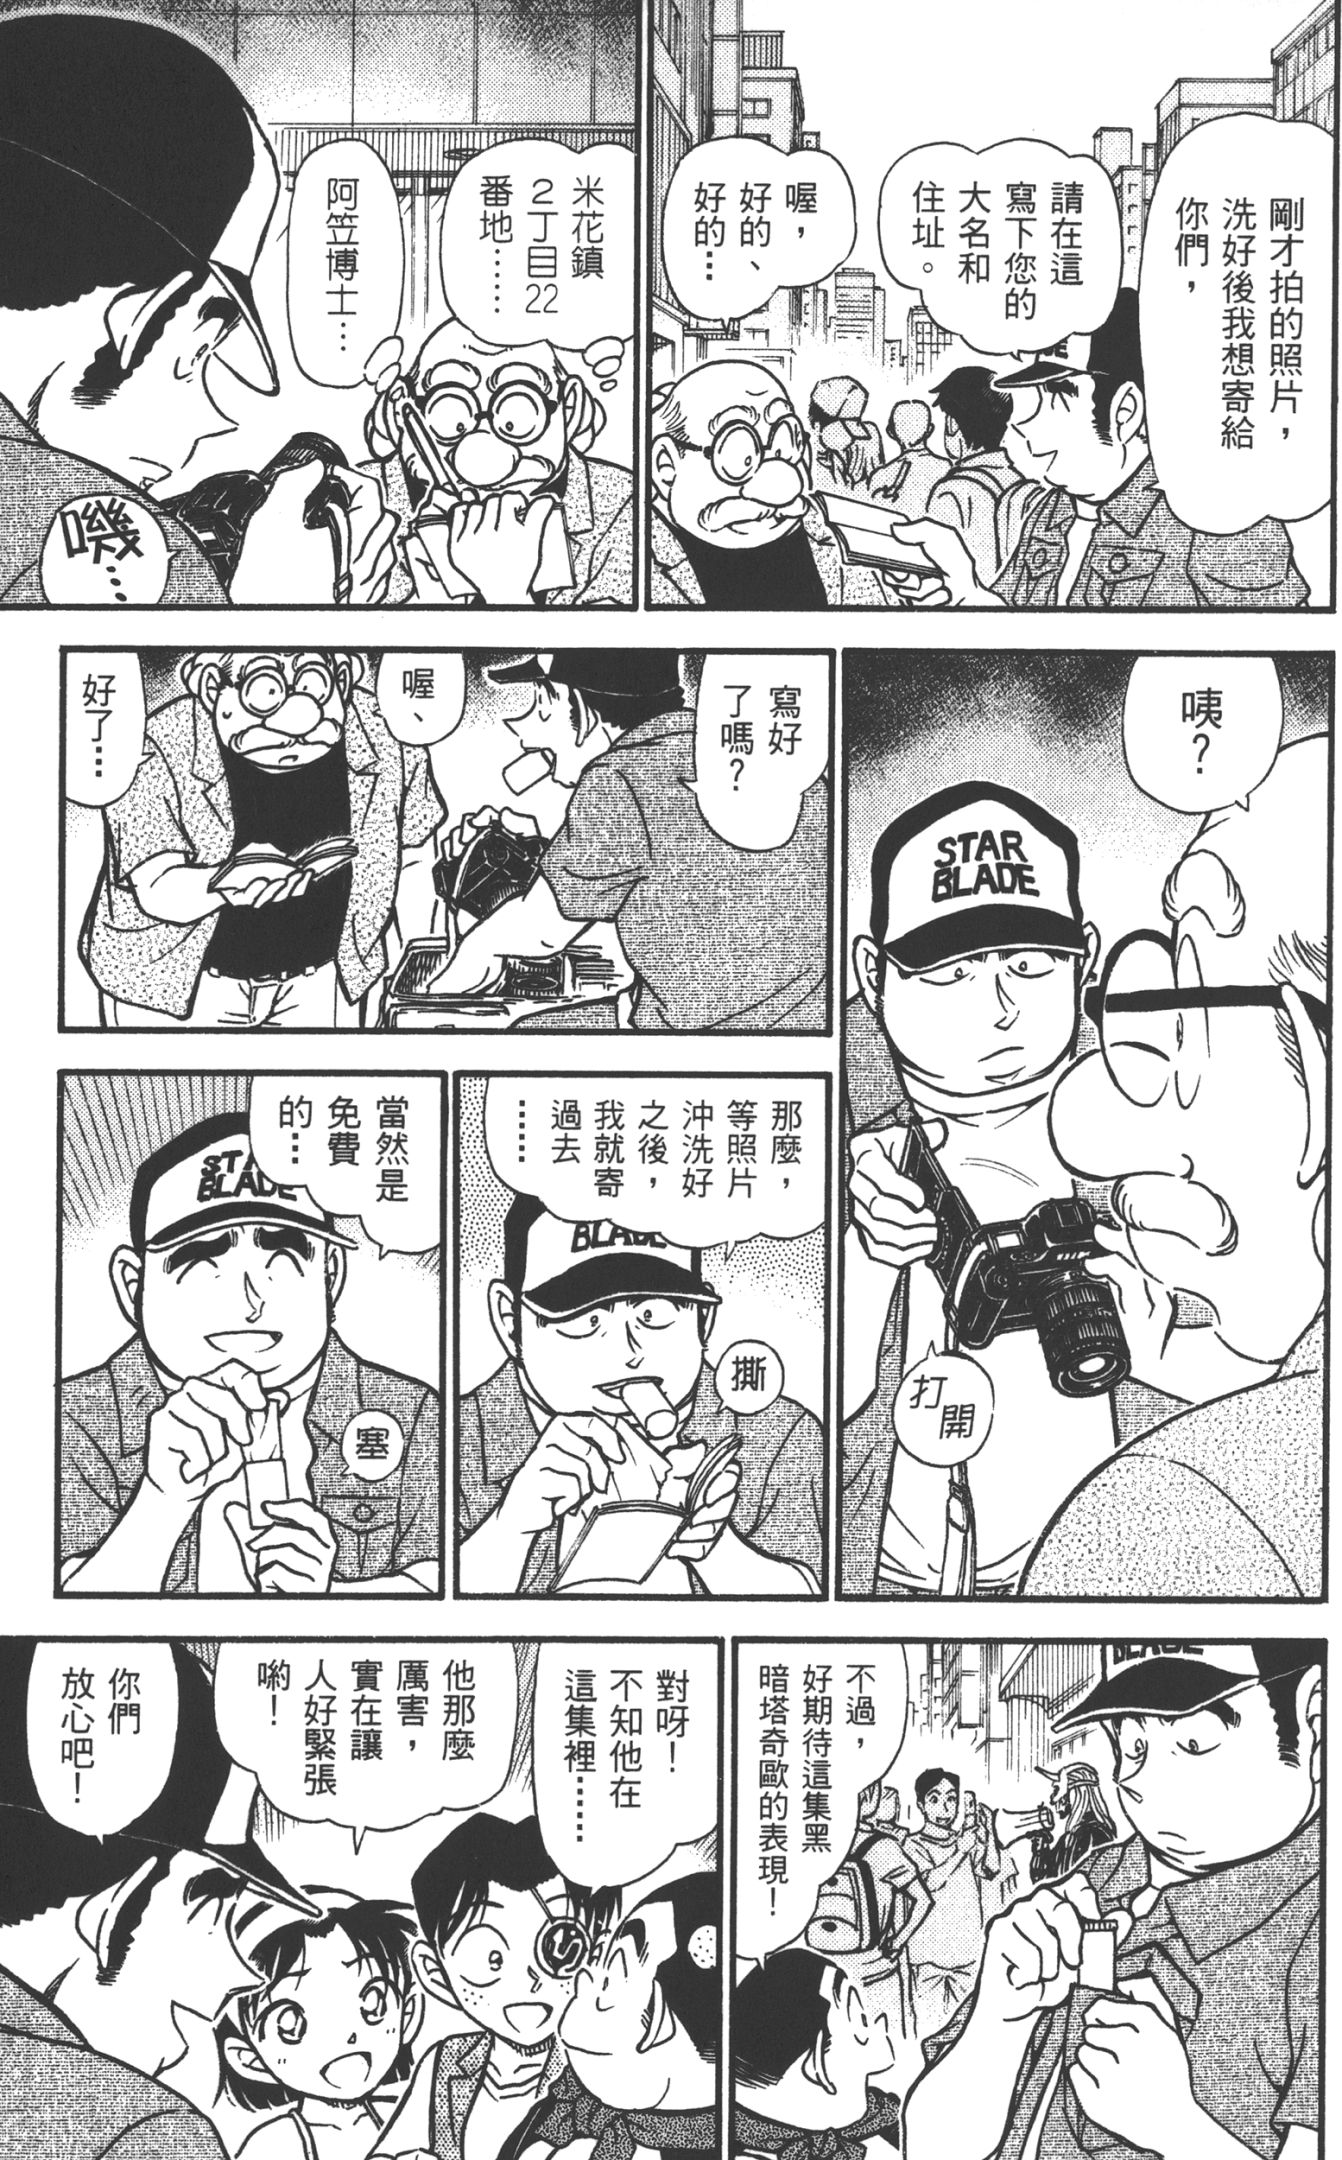 剛才拍的照片，
洗好後我想寄給
你們，
請在這
寫下您的
大名和
住址。
喔，
好的、
好的…
米花鎮
2丁目22
番地……
阿笠博士…
嘰…
咦？
STAR
BLADE
打開
寫好
了嗎？
喔、
好了…
那麼，
等照片
沖洗好
之後，
我就寄
過去
……
BLADE
撕
當然是
免費
的…
STAR
BLADE
塞
BLADE
不過，
好期待這集黑
暗塔奇歐的表現！
對呀！
不知他在
這集裡……
他那麼
厲害，
實在讓
人好緊張
喲！
你們
放心吧！